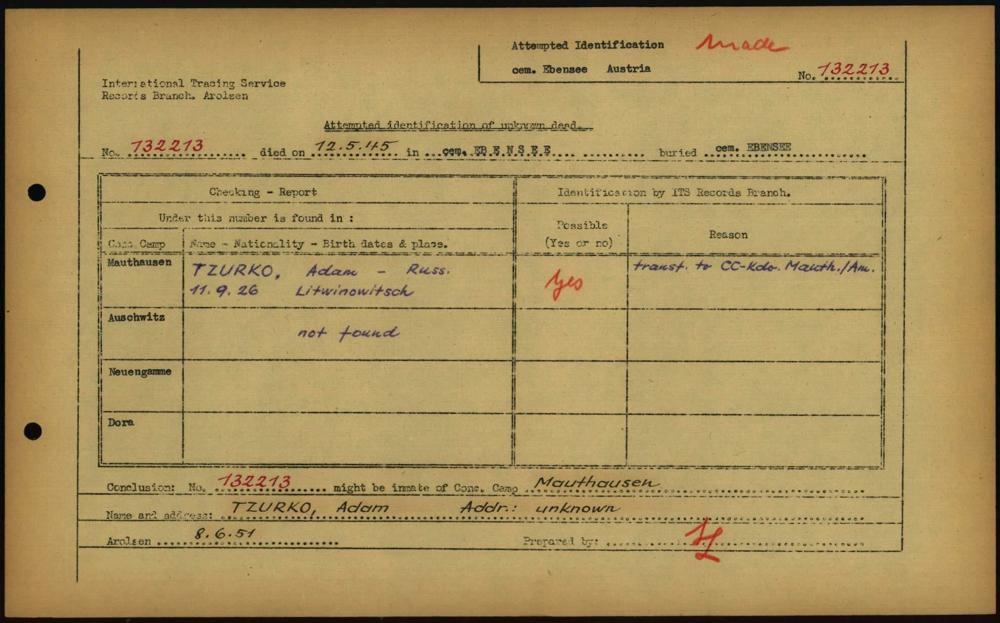 Attempted Identification made
cem. Ebensee Austria
No. 132213
International Tracing Service
Records Branch. Arolsen
Attempted identification of unknown dead.
No. 132213 died on 12.5.45 in cem. EBENSEE buried cem. EBENSEE
Checking - Report
Identification by ITS Records Branch.
Under this number is found in :
Possible
(Yes or no)
Reason
Conc. Camp
Name - Nationality - Birth dates & place.
Mauthausen
TZURKO, Adam - Russ.
11.9.26 Litwinowitsch
Yes
transf. to CC-Kdo. Mauth./Am.
Auschwitz
not found
Neuengamme
Dora
Conclusion: No. 132213 might be inmate of Conc. Camp Mauthausen
Name and address: TZURKO, Adam Addr.: unknown
Arolsen 8.6.51 Prepared by: